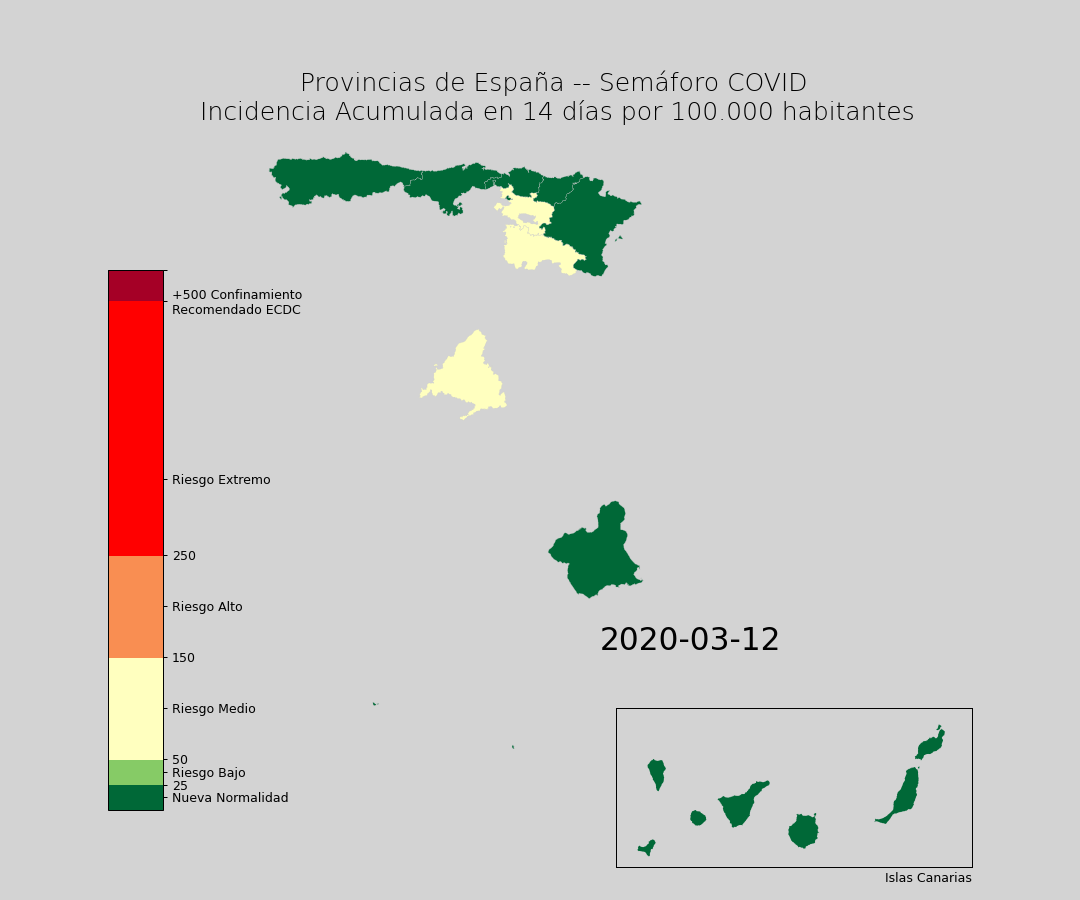 Provincias de España -- Semáforo COVID
Incidencia Acumulada en 14 días por 100.000 habitantes
+500 Confinamiento
Recomendado ECDC
Riesgo Extremo
250
Riesgo Alto
150
Riesgo Medio
50
Riesgo Bajo
25
Nueva Normalidad
2020-03-12
Islas Canarias